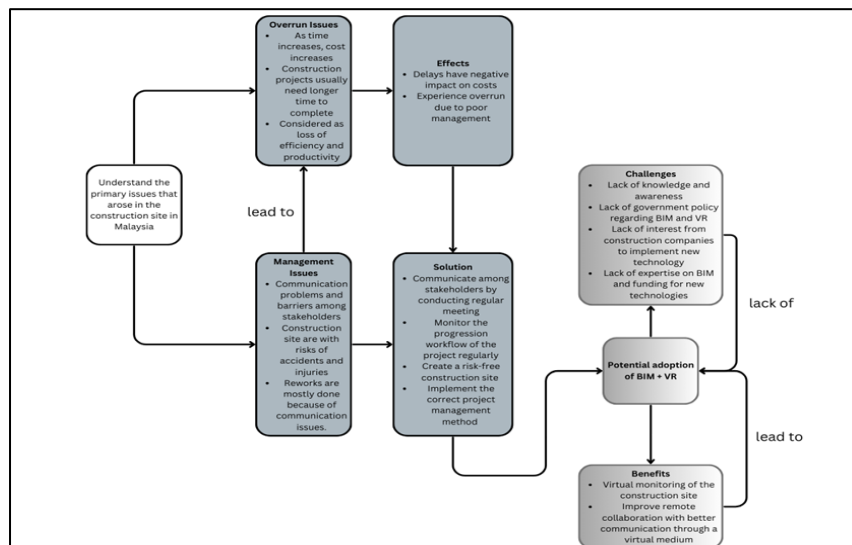 Understand the
primary issues that
arose in the
construction site in
Malaysia
Overrun Issues
• As time
increases, cost
increases
• Construction
projects usually
need longer
time to
complete
• Considered as
loss of
efficiency and
productivity
Effects
• Delays have negative
impact on costs
• Experience overrun
due to poor
management
lead to
Management
Issues
• Communication
problems and
barriers among
stakeholders
• Construction
site are with
risks of
accidents and
injuries
• Reworks are
mostly done
because of
communication
issues.
Solution
• Communicate among
stakeholders by
conducting regular
meeting
• Monitor the
progression
workflow of the
project regularly
• Create a risk-free
construction site
• Implement the
correct project
management
method
Challenges
• Lack of knowledge and
awareness
• Lack of government policy
regarding BIM and VR
• Lack of interest from
construction companies
to implement new
technology
• Lack of expertise on BIM
and funding for new
technologies
lack of
Potential adoption
of BIM + VR
lead to
Benefits
• Virtual monitoring of the
construction site
• Improve remote
collaboration with better
communication through a
virtual medium